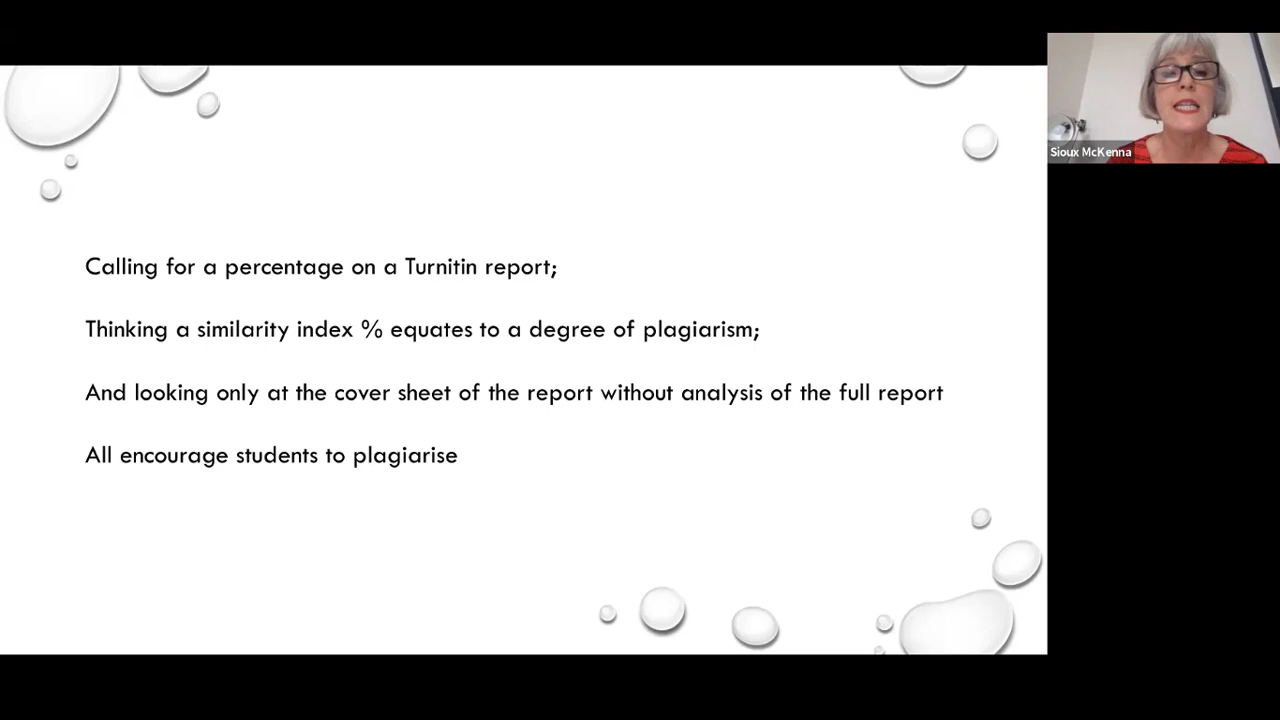 Calling for a percentage on a Turnitin report;
Thinking a similarity index % equates to a degree of plagiarism;
And looking only at the cover sheet of the report without analysis of the full report
All encourage students to plagiarise
Sioux McKenna